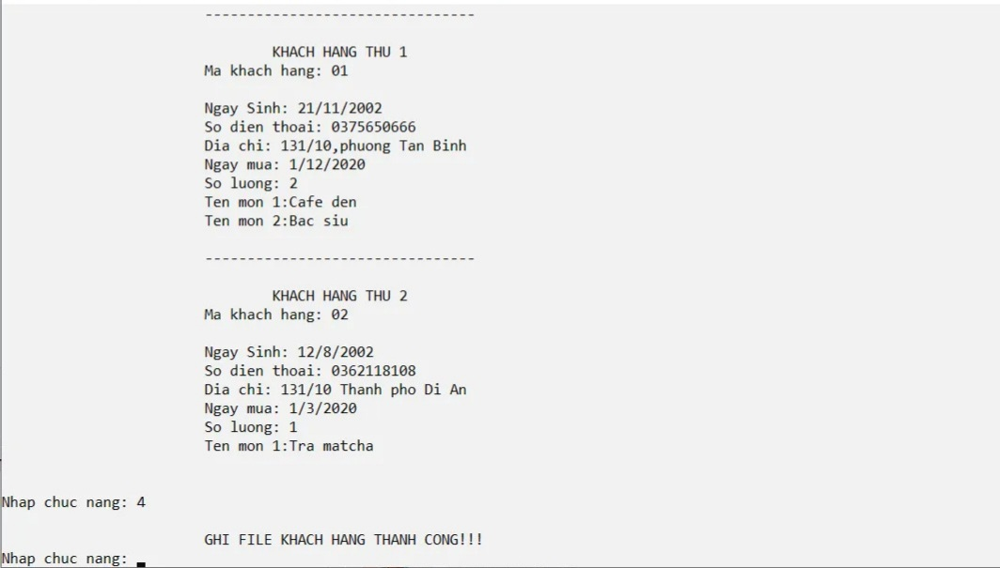 --------------------------------
KHACH HANG THU 1
Ma khach hang: 01
Ngay Sinh: 21/11/2002
So dien thoai: 0375650666
Dia chi: 131/10,phuong Tan Binh
Ngay mua: 1/12/2020
So luong: 2
Ten mon 1:Cafe den
Ten mon 2:Bac siu
--------------------------------
KHACH HANG THU 2
Ma khach hang: 02
Ngay Sinh: 12/8/2002
So dien thoai: 0362118108
Dia chi: 131/10 Thanh pho Di An
Ngay mua: 1/3/2020
So luong: 1
Ten mon 1:Tra matcha
Nhap chuc nang: 4
GHI FILE KHACH HANG THANH CONG!!!
Nhap chuc nang: